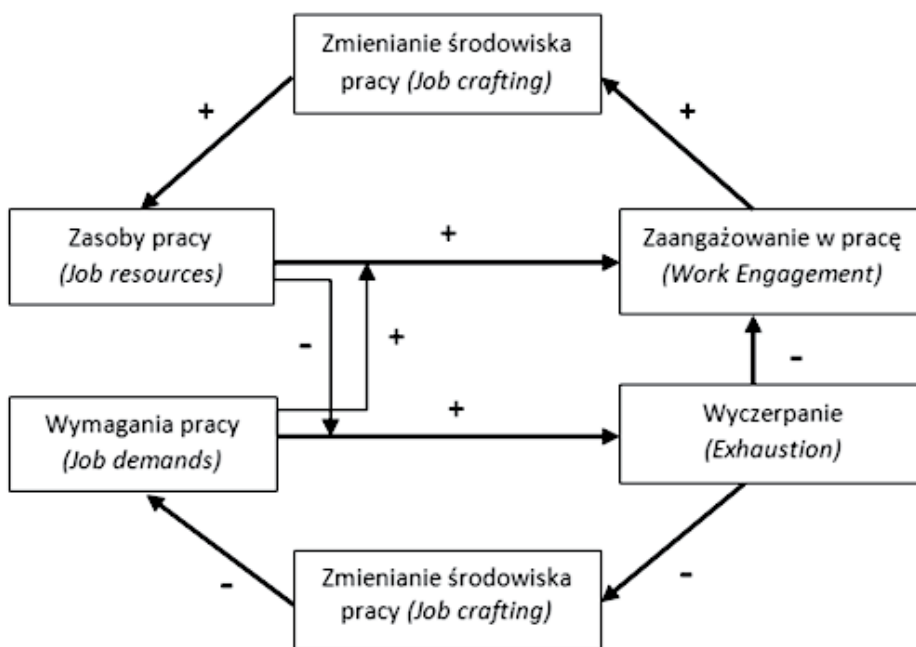 Zmienianie środowiska
pracy (Job crafting)
+
+
Zasoby pracy
(Job resources)
+
Zaangażowanie w pracę
(Work Engagement)
-
+
-
Wymagania pracy
(Job demands)
+
Wyczerpanie
(Exhaustion)
-
-
Zmienianie środowiska
pracy (Job crafting)